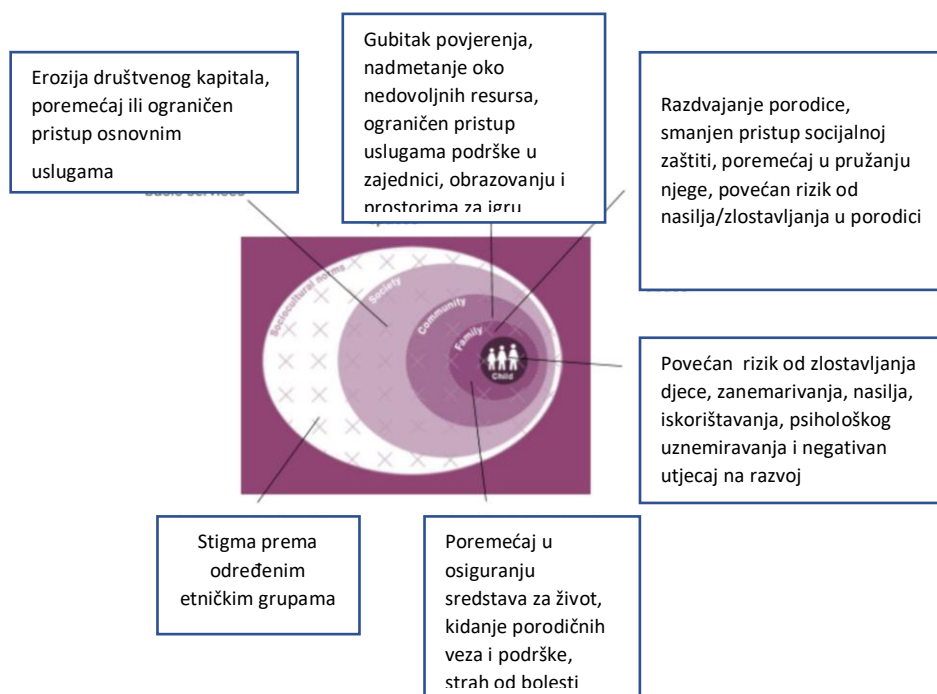 Erozija društvenog kapitala,
poremećaj ili ograničen
pristup osnovnim
uslugama
Gubitak povjerenja,
nadmetanje oko
nedovoljnih resursa,
ograničen pristup
uslugama podrške u
zajednici, obrazovanju i
prostorima za igru
Razdvajanje porodice,
smanjen pristup socijalnoj
zaštiti, poremećaj u pružanju
njege, povećan rizik od
nasilja/zlostavljanja u porodici
Sociocultural norms
Society
Community
Family
Child
Povećan rizik od zlostavljanja
djece, zanemarivanja, nasilja,
iskorištavanja, psihološkog
uznemiravanja i negativan
utjecaj na razvoj
Stigma prema
određenim
etničkim grupama
Poremećaj u
osiguranju
sredstava za život,
kidanje porodičnih
veza i podrške,
strah od bolesti